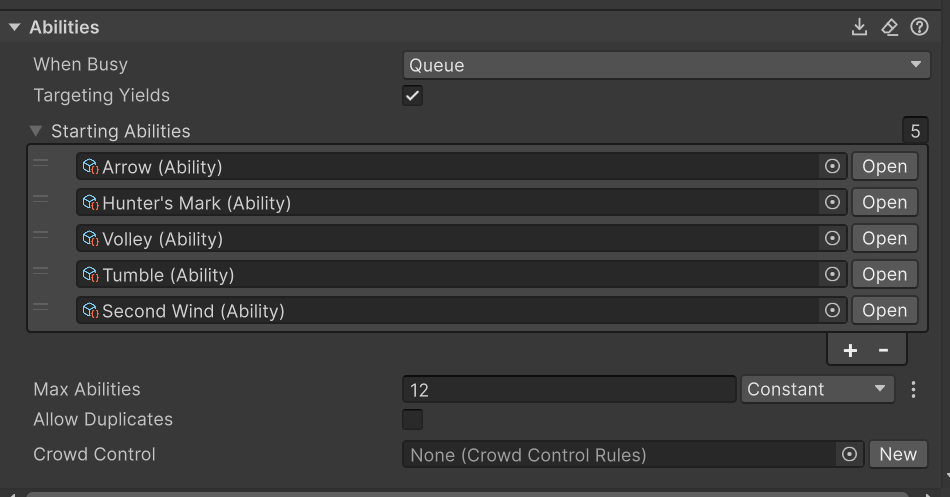 Abilities
When Busy Queue
Targeting Yields
Starting Abilities 5
Arrow (Ability) Open
Hunter's Mark (Ability) Open
Volley (Ability) Open
Tumble (Ability) Open
Second Wind (Ability) Open
+ -
Max Abilities 12 Constant
Allow Duplicates
Crowd Control None (Crowd Control Rules) New